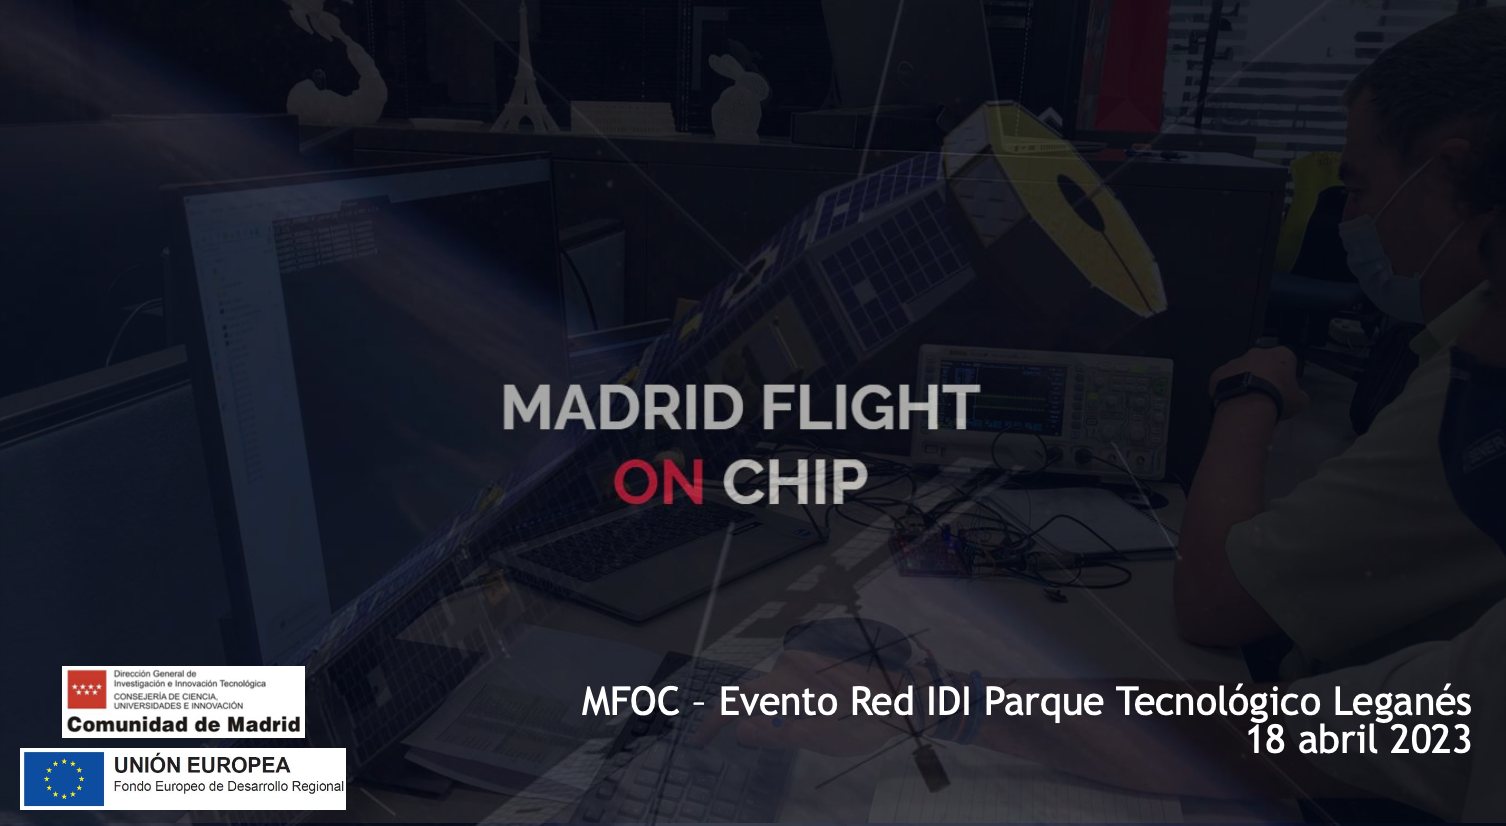 MADRID FLIGHT
ON CHIP
Dirección General de
Investigación e Innovación Tecnológica
CONSEJERÍA DE CIENCIA,
UNIVERSIDADES E INNOVACIÓN
Comunidad de Madrid
UNIÓN EUROPEA
Fondo Europeo de Desarrollo Regional
MFOC – Evento Red IDI Parque Tecnológico Leganés
18 abril 2023